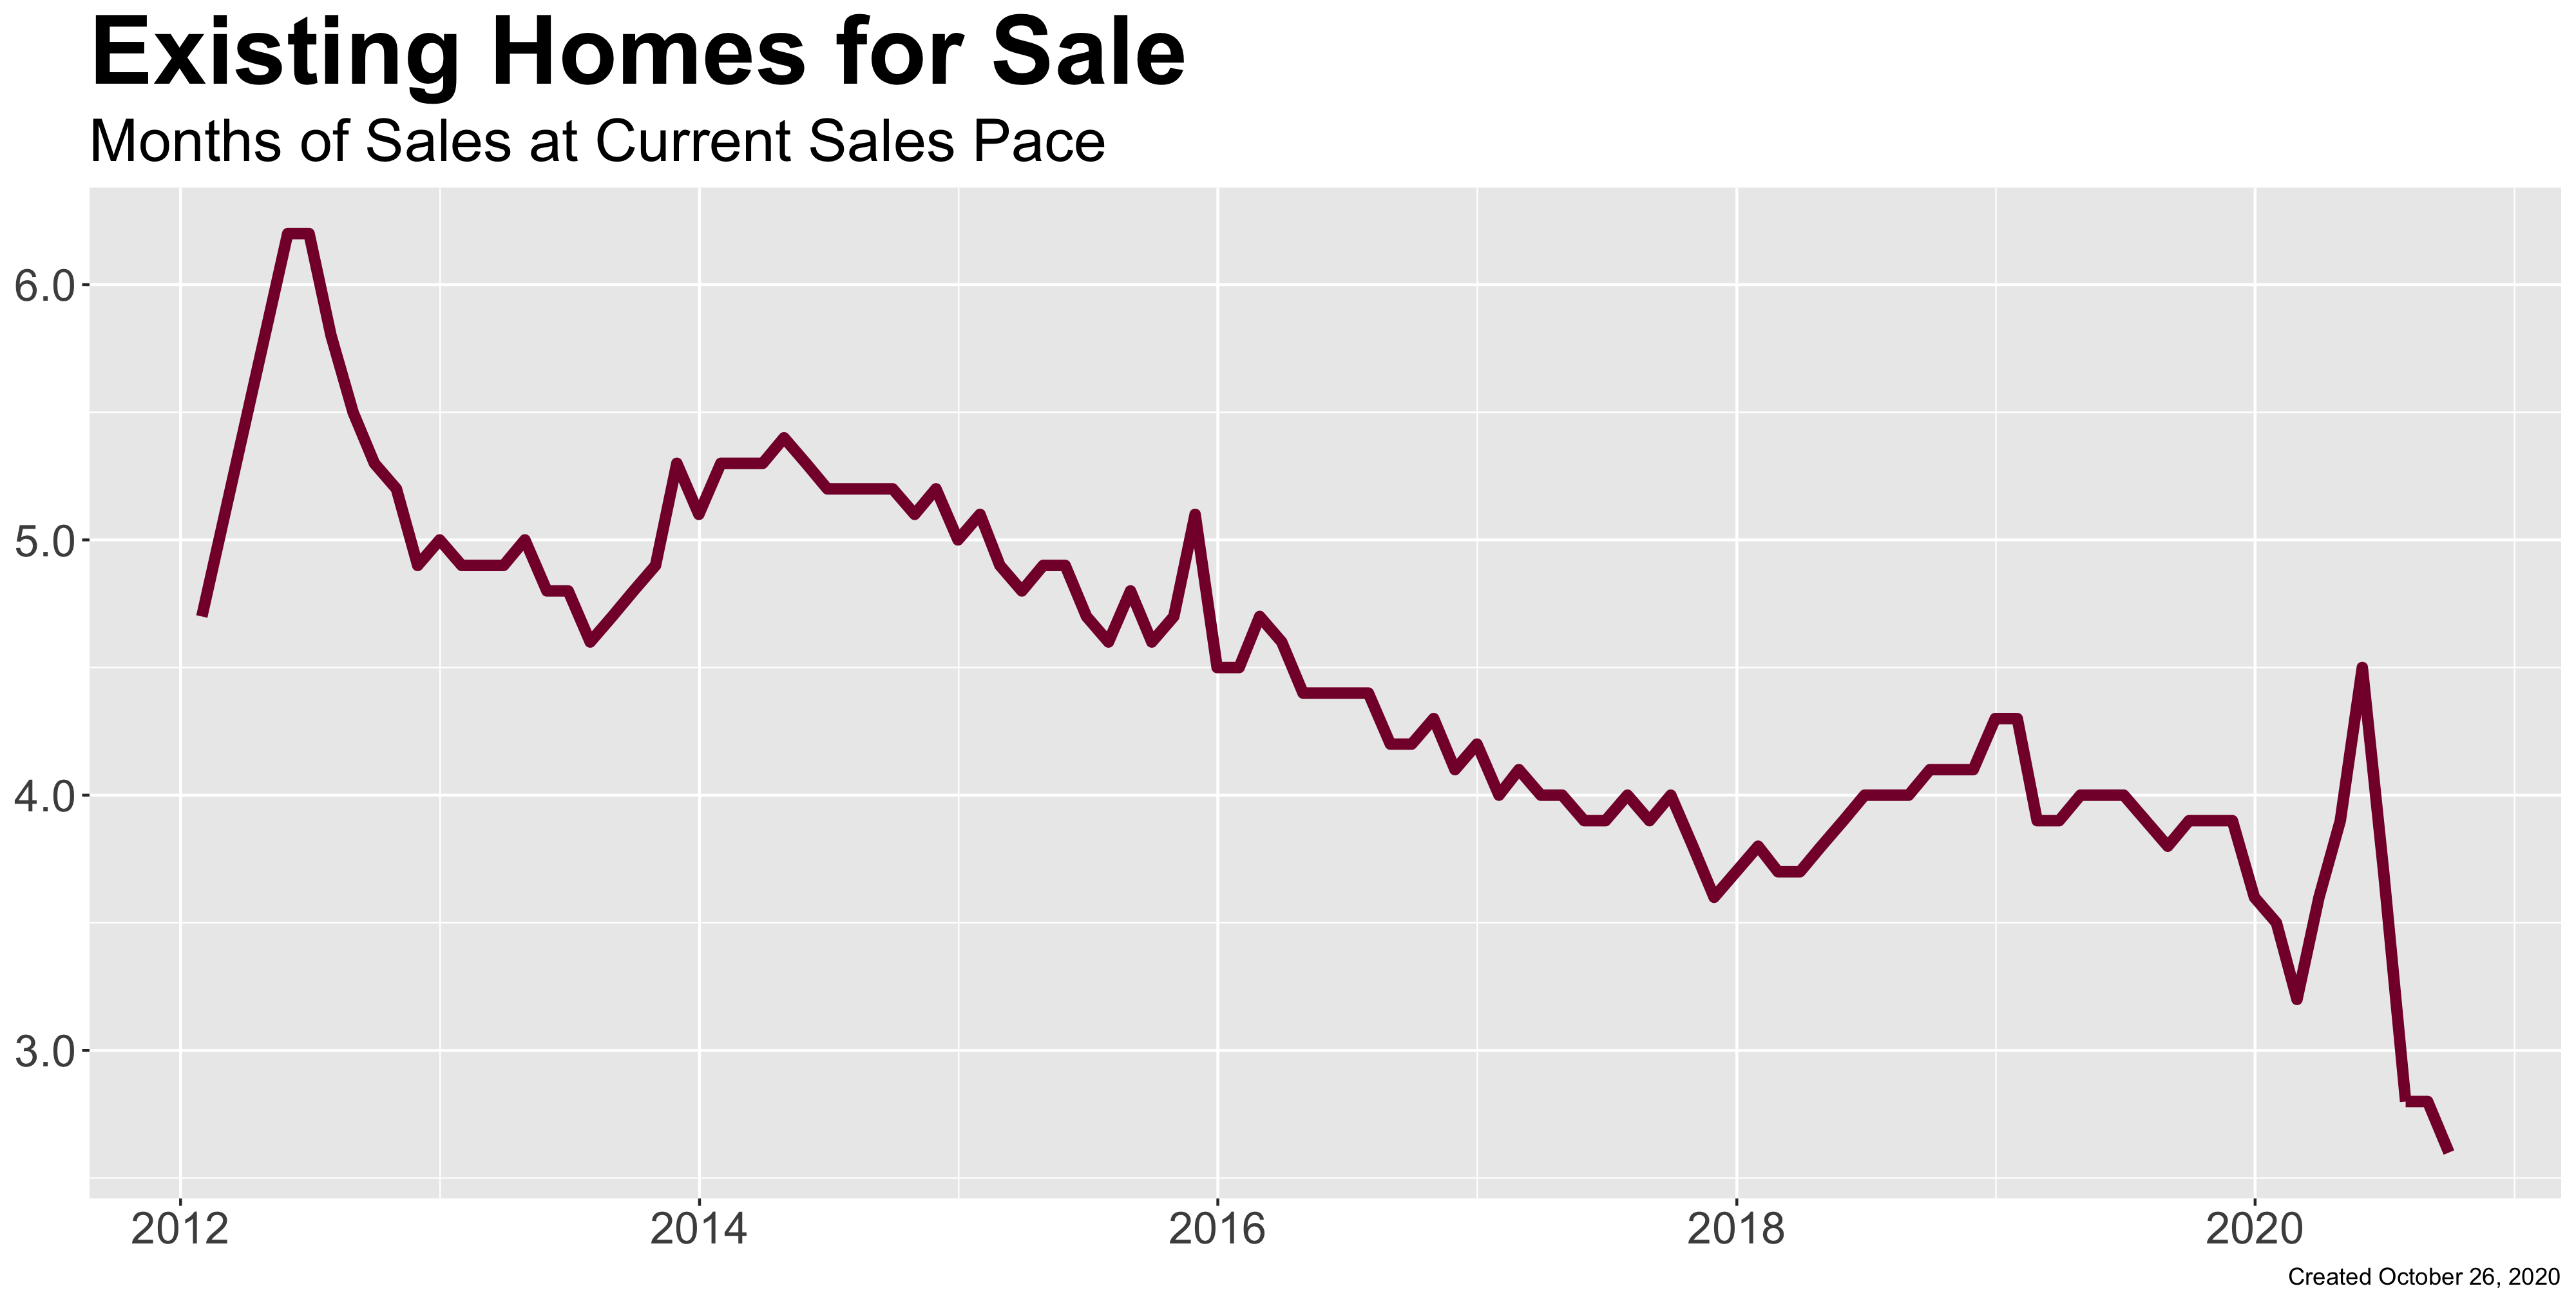 Existing Homes for Sale
Months of Sales at Current Sales Pace
6.0
5.0
4.0
3.0
2012 2014 2016 2018 2020
Created October 26, 2020